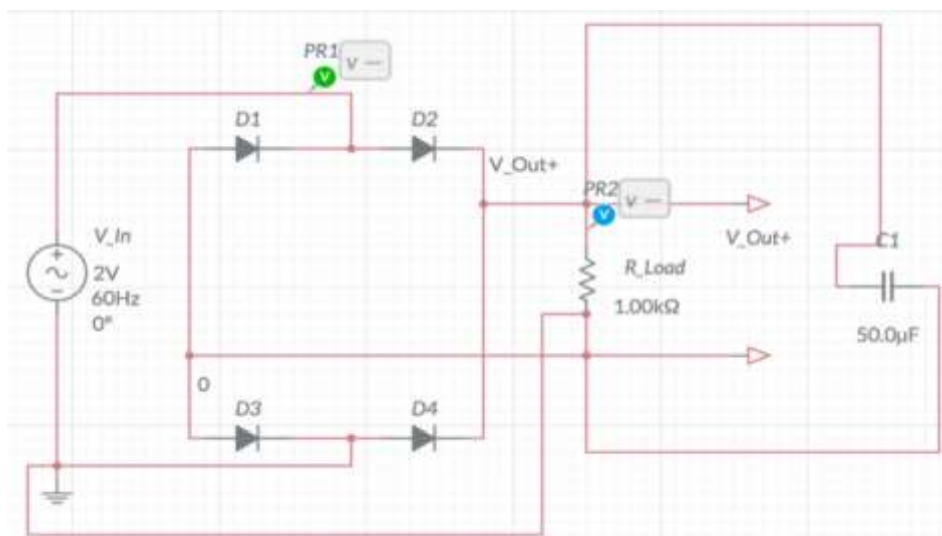 PR1 V —
V
D1 D2
V_Out+
PR2 V —
V
V_In
2V
60Hz
0°
V_Out+
R_Load
1.00kΩ
C1
50.0µF
0
D3 D4